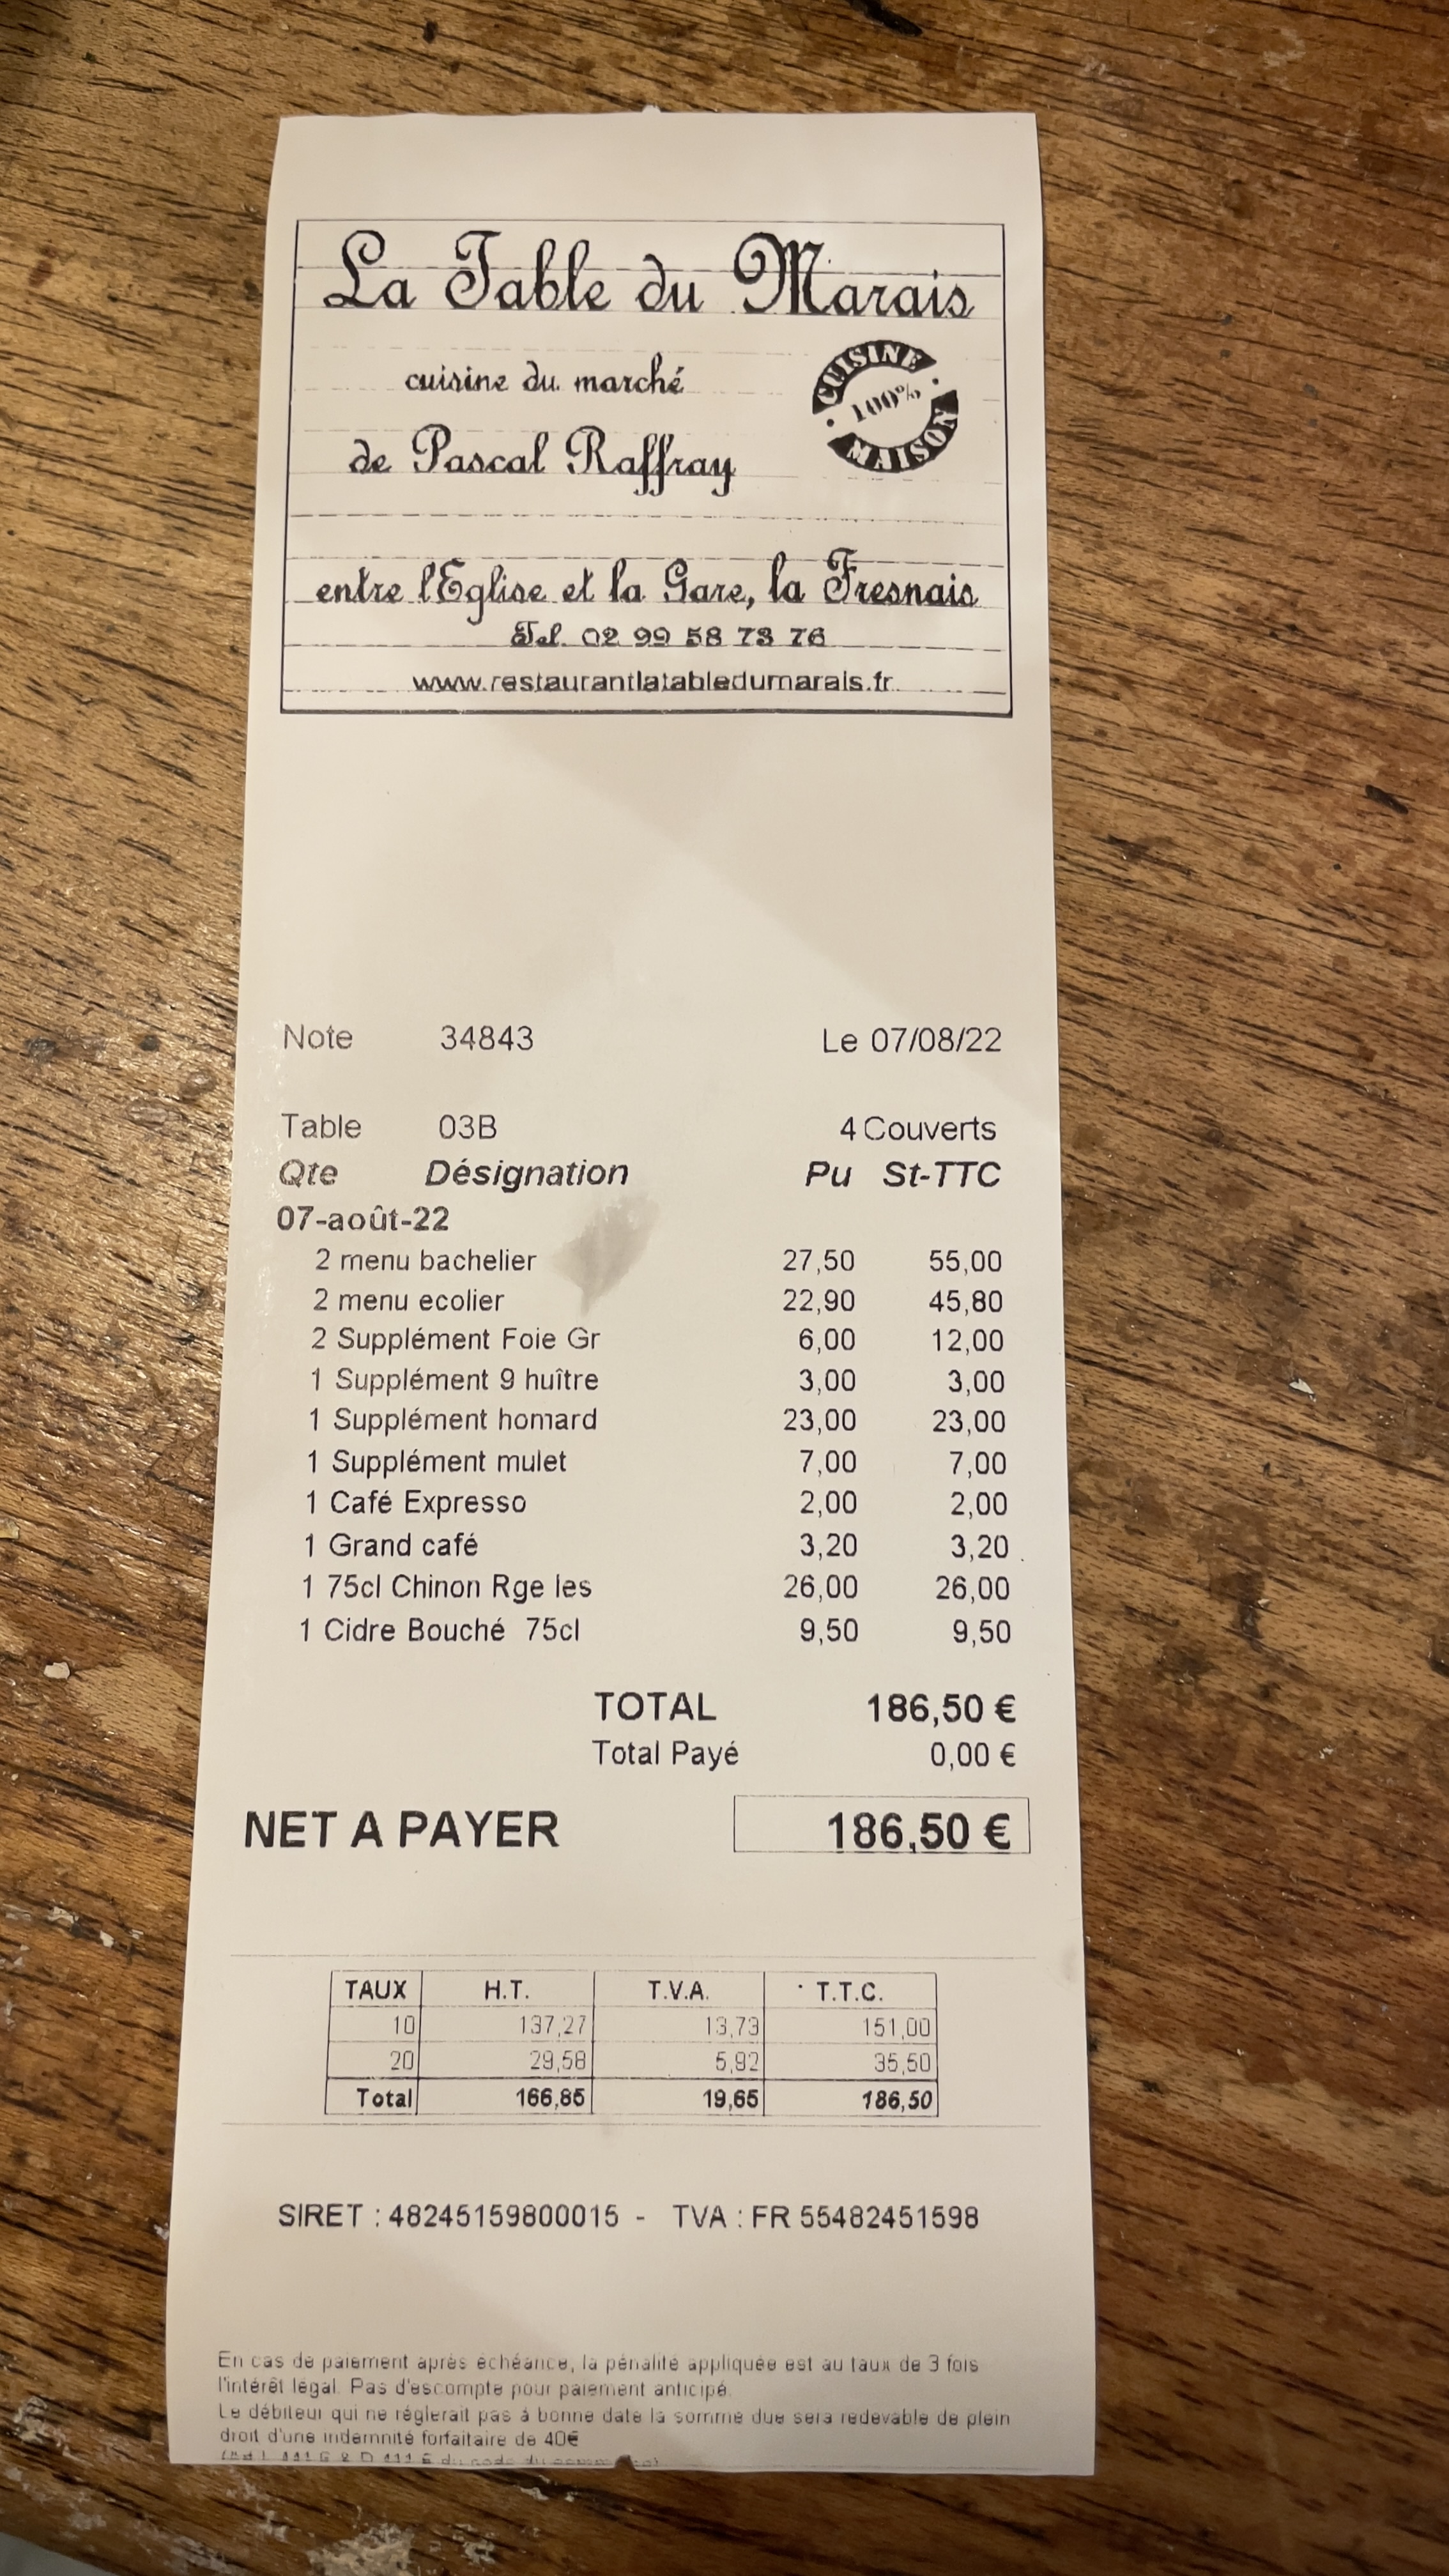 La Table du Marais
cuisine du marché
CUISINE
100%
MAISON
de Pascal Raffray
entre l'Eglise et la Gare, la Fresnais
Tel. 02 99 58 73 76
www.restaurantlatabledumarais.fr
Note 34843 Le 07/08/22
Table 03B 4 Couverts
Qte Désignation Pu St-TTC
07-août-22
2 menu bachelier 27,50 55,00
2 menu ecolier 22,90 45,80
2 Supplément Foie Gr 6,00 12,00
1 Supplément 9 huître 3,00 3,00
1 Supplément homard 23,00 23,00
1 Supplément mulet 7,00 7,00
1 Café Expresso 2,00 2,00
1 Grand café 3,20 3,20
1 75cl Chinon Rge les 26,00 26,00
1 Cidre Bouché 75cl 9,50 9,50
TOTAL 186,50 €
Total Payé 0,00 €
NET A PAYER 186,50 €
TAUX H.T. T.V.A. T.T.C.
10 137,27 13,73 151,00
20 29,58 5,92 35,50
Total 166,85 19,65 186,50
SIRET : 48245159800015 - TVA : FR 55482451598
En cas de paiement après échéance, la pénalité appliquée est au taux de 3 fois
l'intérêt légal. Pas d'escompte pour paiement anticipé.
Le débiteur qui ne règlerait pas à bonne date la somme due sera redevable de plein
droit d'une indemnité forfaitaire de 40€